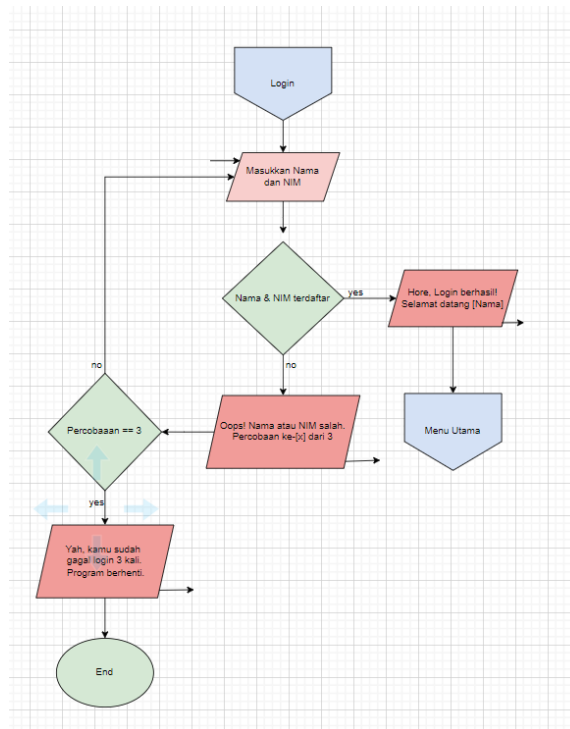 Login
Masukkan Nama
dan NIM
Nama & NIM terdaftar
yes
Hore, Login berhasil!
Selamat datang [Nama]
no
no
Oops! Nama atau NIM salah.
Percobaan ke-[x] dari 3
Percobaaan == 3
Menu Utama
yes
Yah, kamu sudah
gagal login 3 kali.
Program berhenti.
End